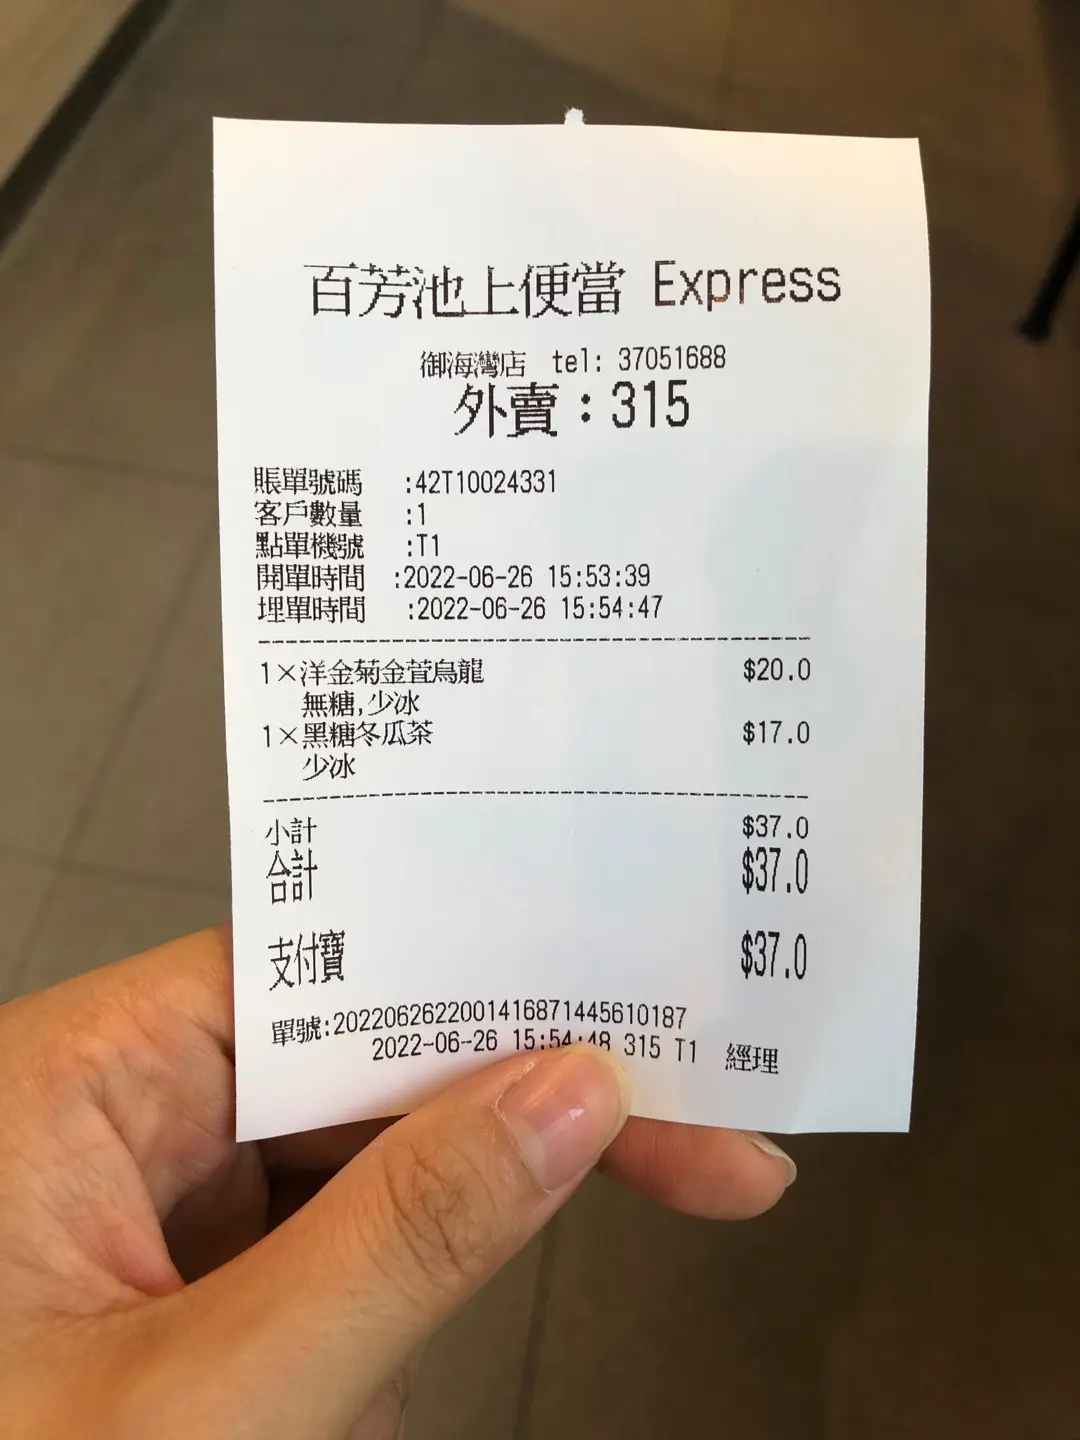 百芳池上便當 Express
御海灣店 tel: 37051688
外賣：315
賬單號碼 :42T10024331
客戶數量 :1
點單機號 :T1
開單時間 :2022-06-26 15:53:39
埋單時間 :2022-06-26 15:54:47
1×洋金菊金萱烏龍 $20.0
無糖,少冰
1×黑糖冬瓜茶 $17.0
少冰
小計 $37.0
合計 $37.0
支付寶 $37.0
單號:2022062622001416871445610187
2022-06-26 15:54:48 315 T1 經理